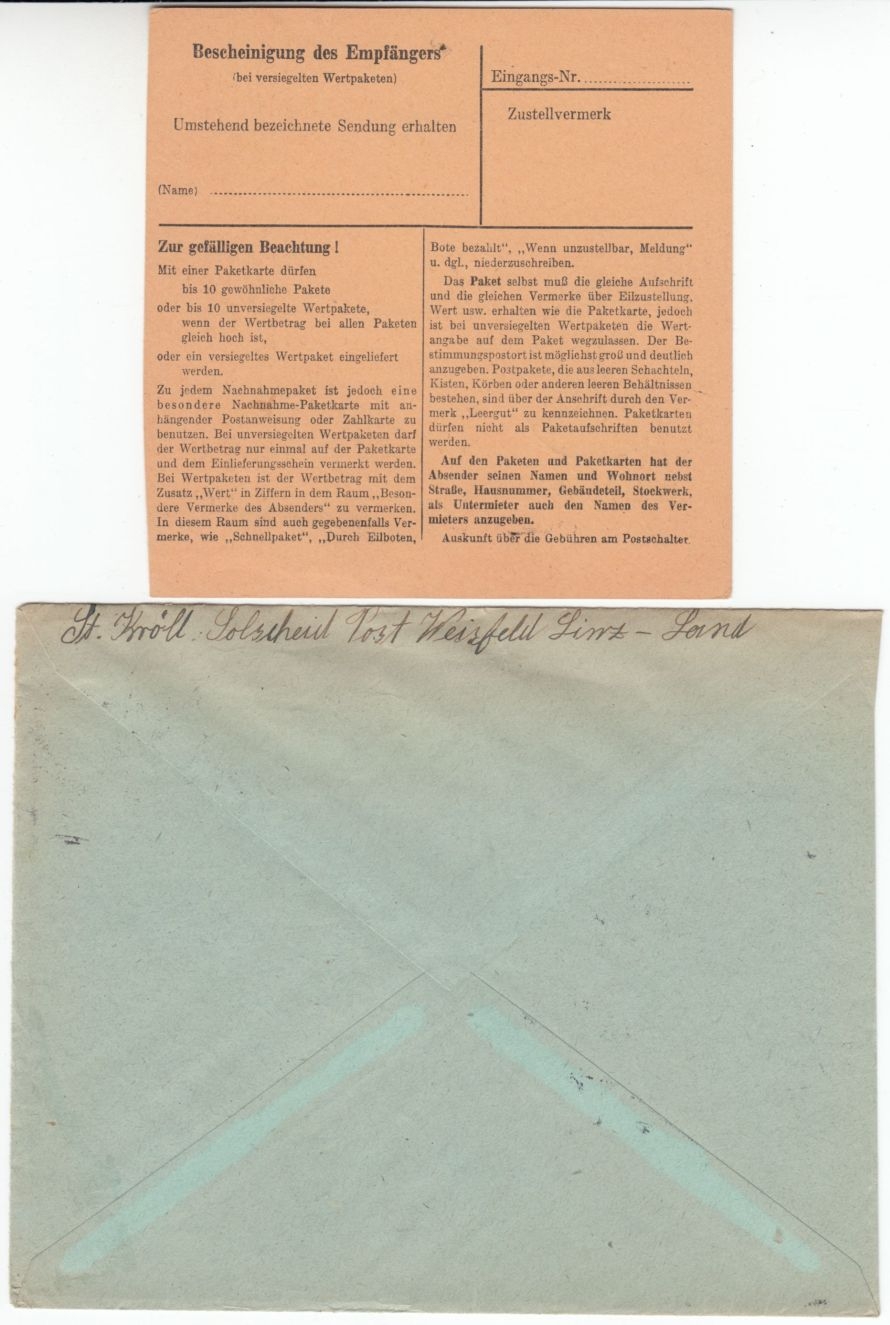 Bescheinigung des Empfängers
(bei versiegelten Wertpaketen)
Umstehend bezeichnete Sendung erhalten
(Name)
Eingangs-Nr.
Zustellvermerk
Zur gefälligen Beachtung !
Mit einer Paketkarte dürfen
bis 10 gewöhnliche Pakete
oder bis 10 unversiegelte Wertpakete,
wenn der Wertbetrag bei allen Paketen
gleich hoch ist,
oder ein versiegeltes Wertpaket eingeliefert
werden.
Zu jedem Nachnahmepaket ist jedoch eine
besondere Nachnahme-Paketkarte mit an-
hängender Postanweisung oder Zahlkarte zu
benutzen. Bei unversiegelten Wertpaketen darf
der Wertbetrag nur einmal auf der Paketkarte
und dem Einlieferungsschein vermerkt werden.
Bei Wertpaketen ist der Wertbetrag mit dem
Zusatz „Wert" in Ziffern in dem Raum „Beson-
dere Vermerke des Absenders" zu vermerken.
In diesem Raum sind auch gegebenenfalls Ver-
merke, wie „Schnellpaket", „Durch Eilboten,
Bote bezahlt", „Wenn unzustellbar, Meldung"
u. dgl., niederzuschreiben.
Das Paket selbst muß die gleiche Aufschrift
und die gleichen Vermerke über Eilzustellung,
Wert usw. erhalten wie die Paketkarte, jedoch
ist bei unversiegelten Wertpaketen die Wert-
angabe auf dem Paket wegzulassen. Der Be-
stimmungspostort ist möglichst groß und deutlich
anzugeben. Postpakete, die aus leeren Schachteln,
Kisten, Körben oder anderen leeren Behältnissen
bestehen, sind über der Anschrift durch den Ver-
merk „Leergut" zu kennzeichnen. Paketkarten
dürfen nicht als Paketaufschriften benutzt
werden.
Auf den Paketen und Paketkarten hat der
Absender seinen Namen und Wohnort nebst
Straße, Hausnummer, Gebäudeteil, Stockwerk,
als Untermieter auch den Namen des Ver-
mieters anzugeben.
Auskunft über die Gebühren am Postschalter.
St. Kröll Solscheid Post Weisfeld Linz - Land